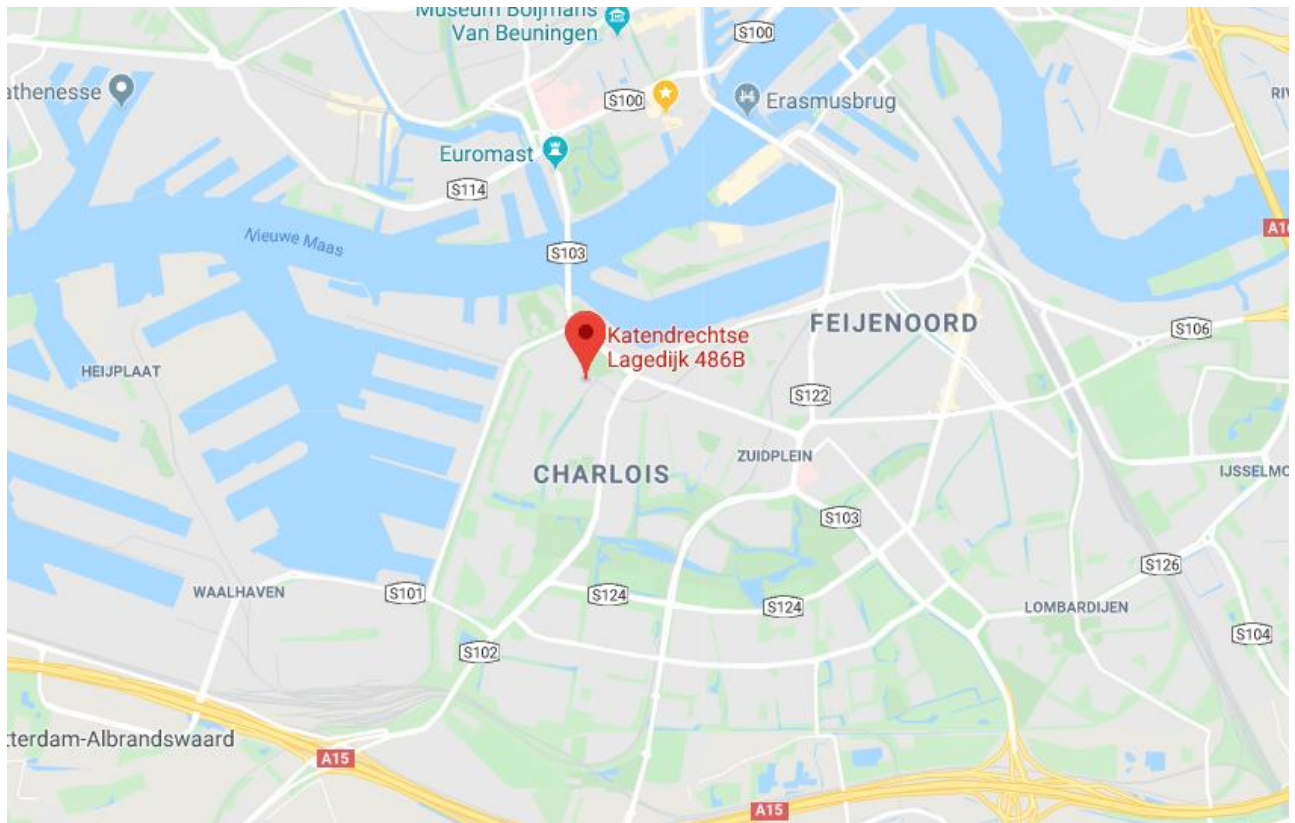 Museum Boijmans
Van Beuningen
S100
athenesse
S100
Erasmusbrug
RIV
Euromast
S114
A16
Nieuwe Maas
S103
FEIJENOORD
S106
Katendrechtse
Lagedijk 486B
HEIJPLAAT
S122
CHARLOIS
ZUIDPLEIN
IJSSELMO
S103
S126
WAALHAVEN
S101
S124
S124
LOMBARDIJEN
S104
S102
tterdam-Albrandswaard
A15
A15